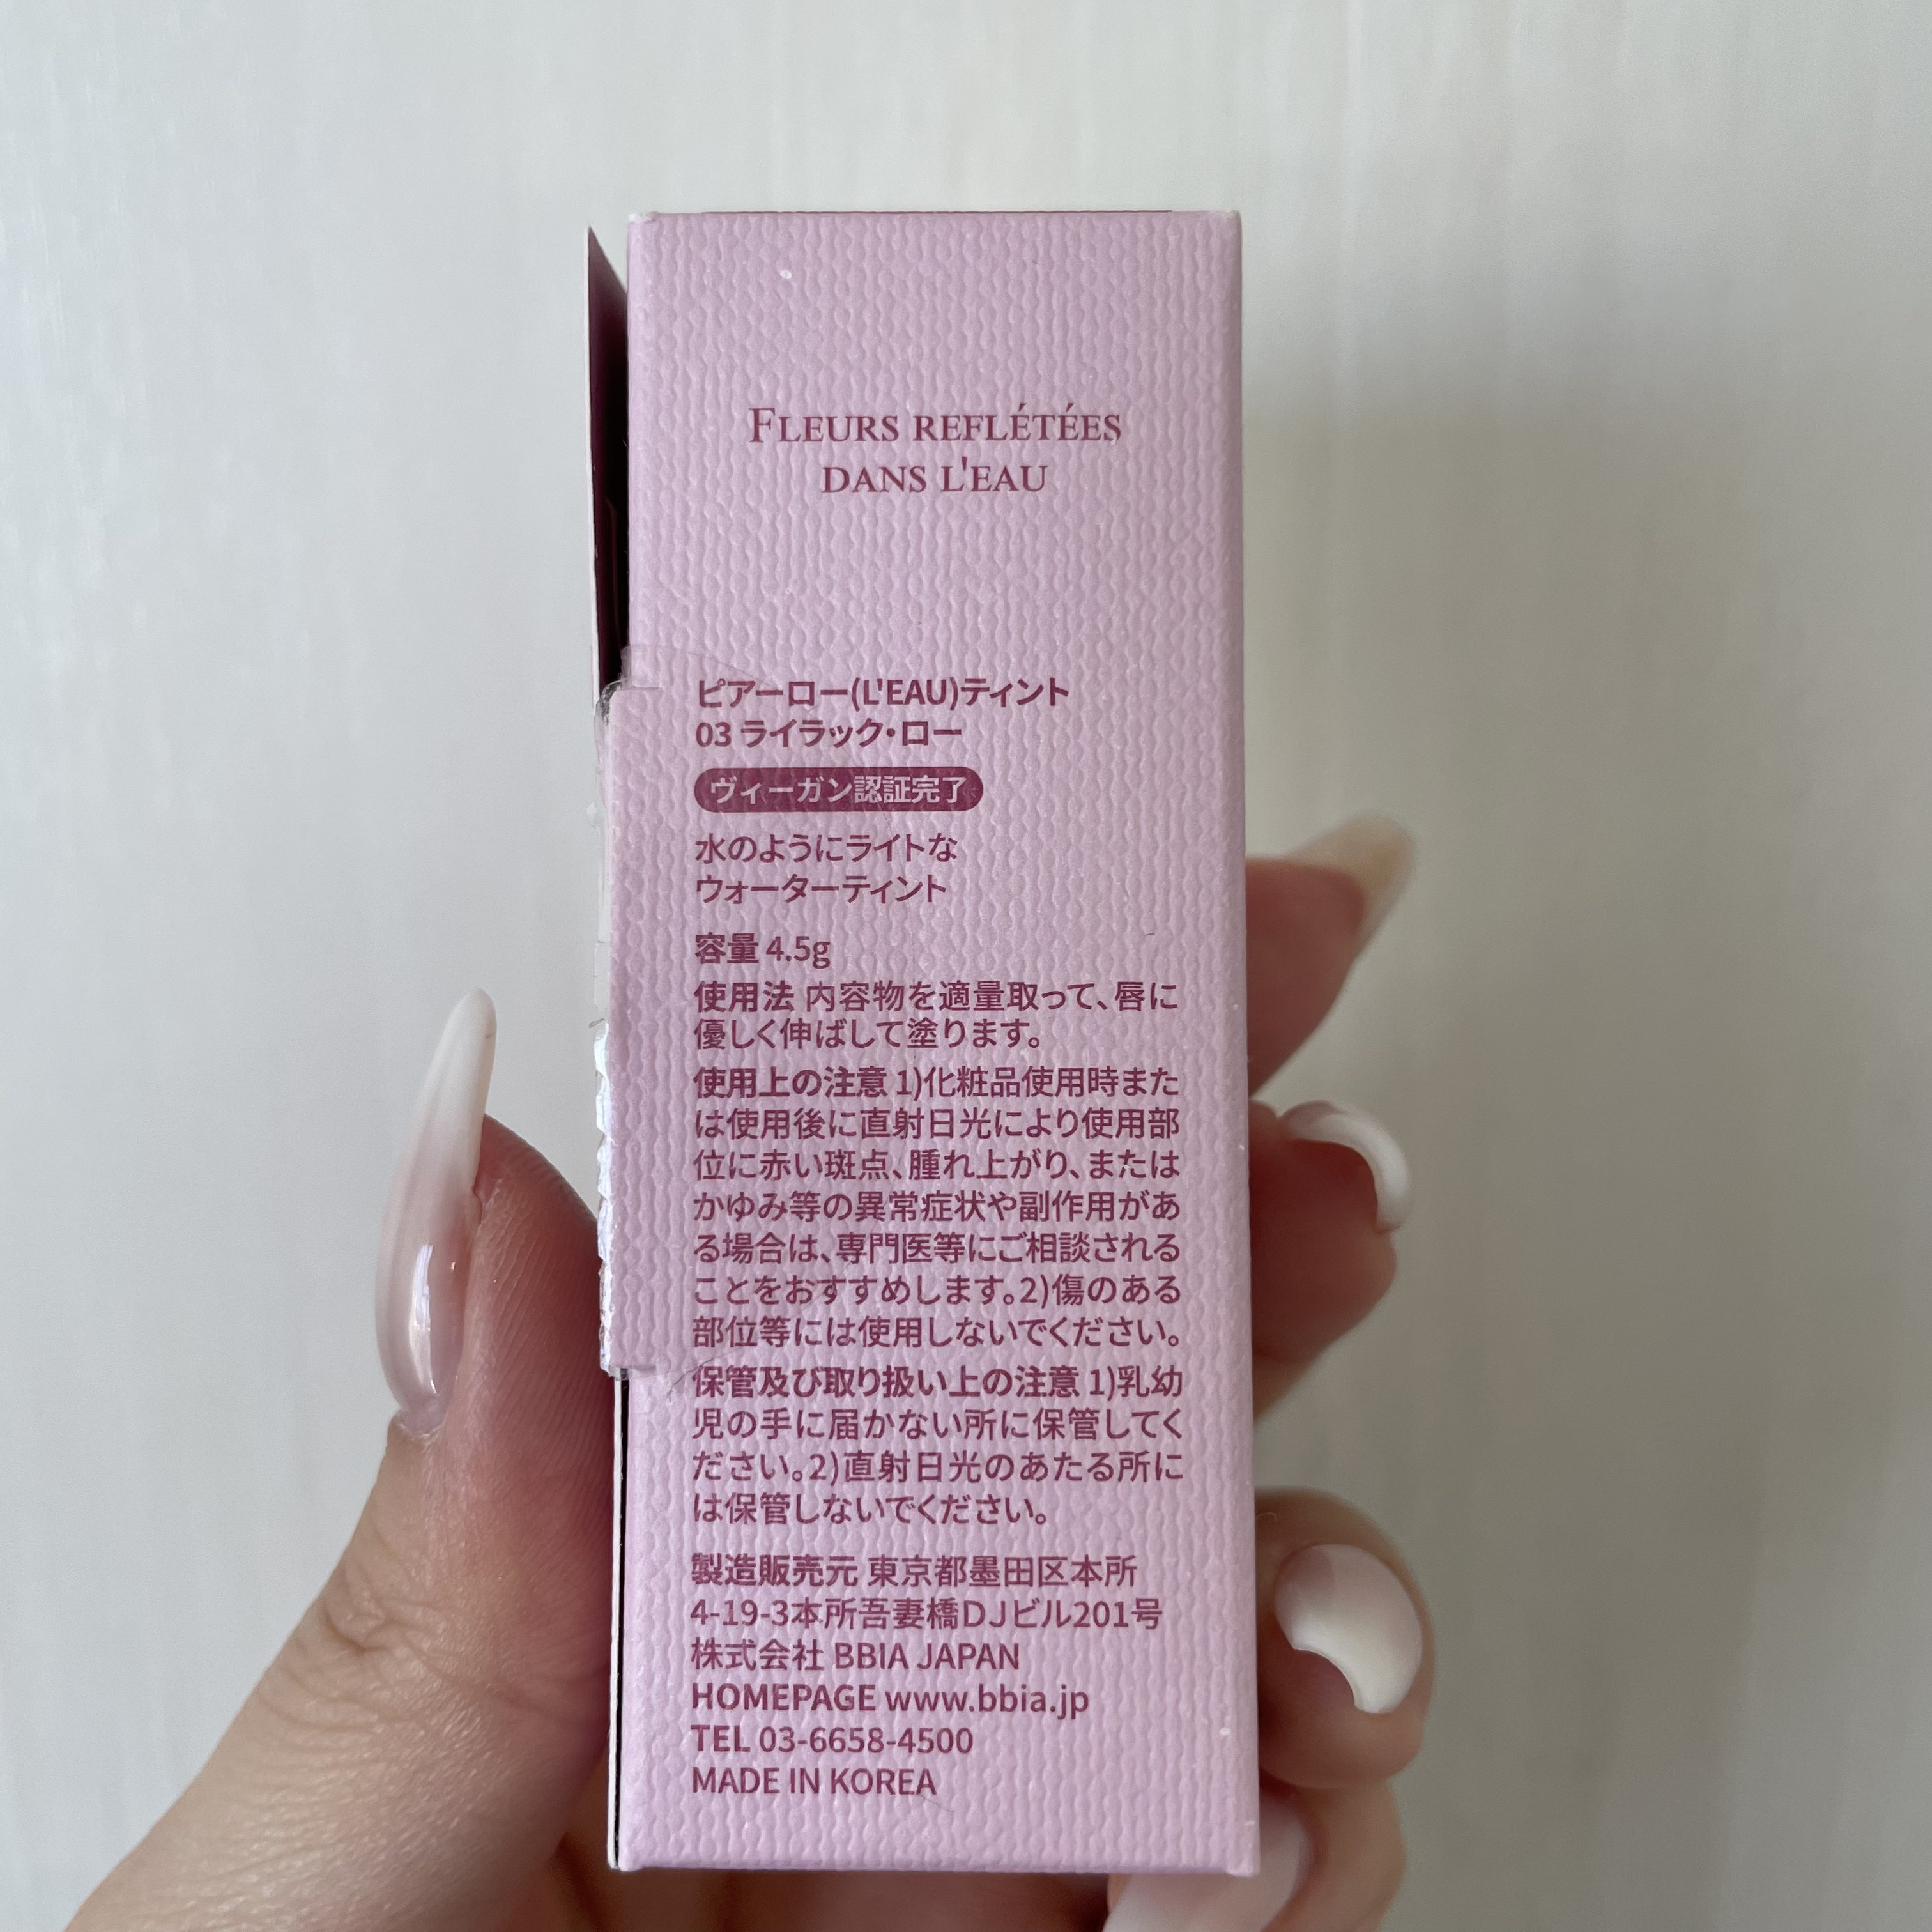 FLEURS REFLÉTÉES
DANS L'EAU
ピアーロー(L'EAU)ティント
03 ライラック・ロー
ヴィーガン認証完了
水のようにライトな
ウォーターティント
容量 4.5g
使用法 内容物を適量取って、唇に
優しく伸ばして塗ります。
使用上の注意 1)化粧品使用時また
は使用後に直射日光により使用部
位に赤い斑点、腫れ上がり、または
かゆみ等の異常症状や副作用があ
る場合は、専門医等にご相談される
ことをおすすめします。2)傷のある
部位等には使用しないでください。
保管及び取り扱い上の注意 1)乳幼
児の手に届かない所に保管してく
ださい。2)直射日光のあたる所に
は保管しないでください。
製造販売元 東京都墨田区本所
4-19-3本所吾妻橋DJビル201号
株式会社 BBIA JAPAN
HOMEPAGE www.bbia.jp
TEL 03-6658-4500
MADE IN KOREA